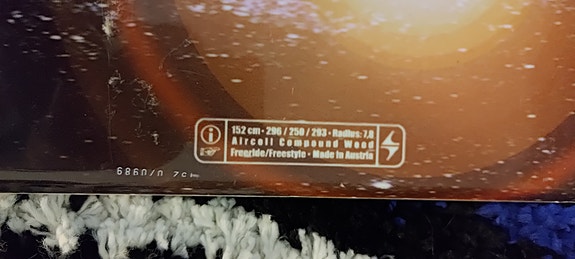 152 cm · 296 / 250 / 293 · Radius: 7,8
Aircell Compound Wood
Freeride/Freestyle · Made in Austria